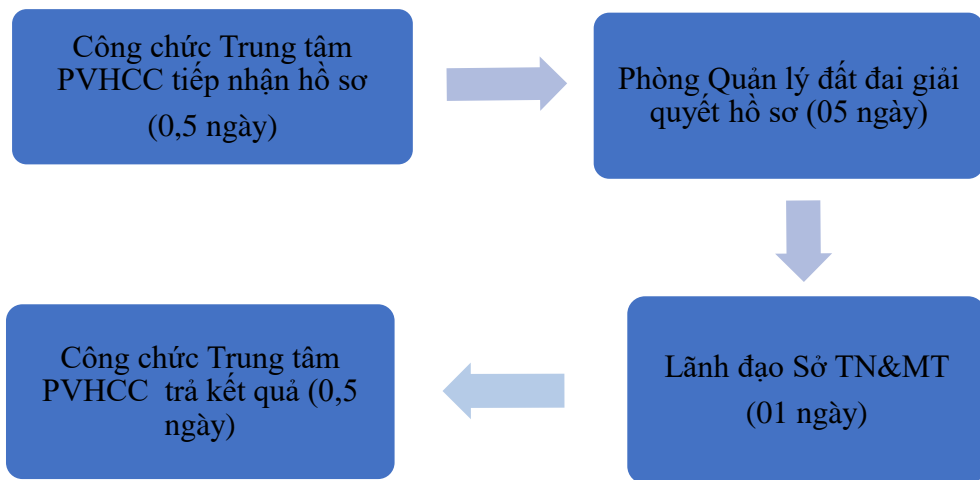 Công chức Trung tâm
PVHCC tiếp nhận hồ sơ
(0,5 ngày)
Phòng Quản lý đất đai giải
quyết hồ sơ (05 ngày)
Lãnh đạo Sở TN&MT
(01 ngày)
Công chức Trung tâm
PVHCC trả kết quả (0,5
ngày)